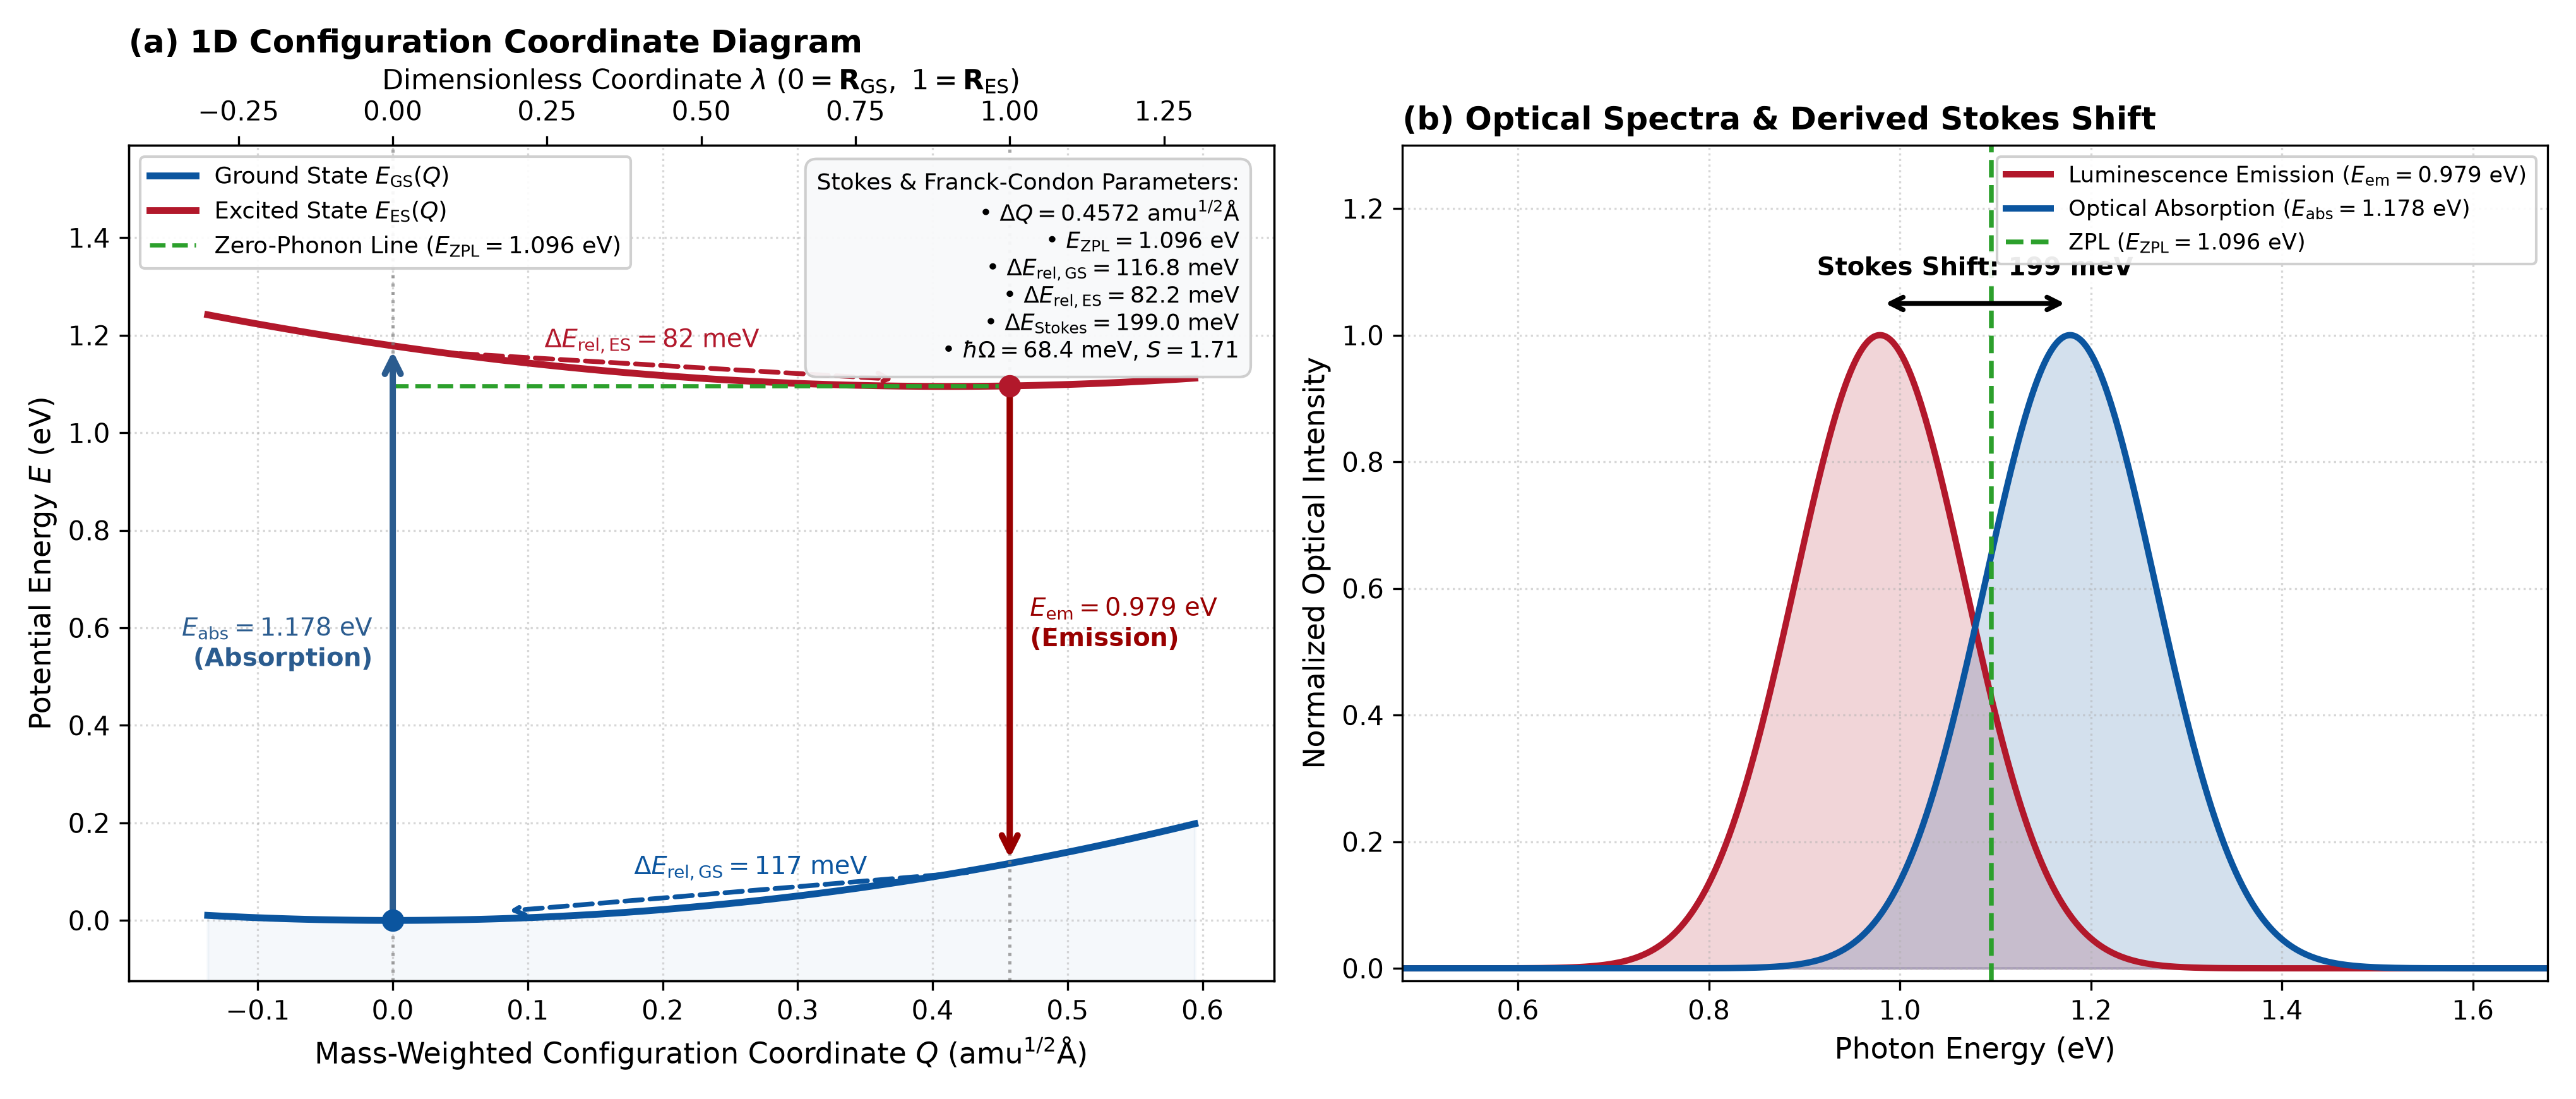 (a) 1D Configuration Coordinate Diagram
Dimensionless Coordinate λ (0 = R_GS, 1 = R_ES)
−0.25 0.00 0.25 0.50 0.75 1.00 1.25
Ground State E_GS(Q)
Excited State E_ES(Q)
Zero-Phonon Line (E_ZPL = 1.096 eV)
Stokes & Franck-Condon Parameters:
• ΔQ = 0.4572 amu^1/2Å
• E_ZPL = 1.096 eV
• ΔE_rel,GS = 116.8 meV
• ΔE_rel,ES = 82.2 meV
• ΔE_Stokes = 199.0 meV
• ℏΩ = 68.4 meV, S = 1.71
ΔE_rel,ES = 82 meV
E_abs = 1.178 eV
(Absorption)
E_em = 0.979 eV
(Emission)
ΔE_rel,GS = 117 meV
Potential Energy E (eV)
1.4
1.2
1.0
0.8
0.6
0.4
0.2
0.0
−0.1 0.0 0.1 0.2 0.3 0.4 0.5 0.6
Mass-Weighted Configuration Coordinate Q (amu^1/2Å)
(b) Optical Spectra & Derived Stokes Shift
Luminescence Emission (E_em = 0.979 eV)
Optical Absorption (E_abs = 1.178 eV)
ZPL (E_ZPL = 1.096 eV)
Stokes Shift: 199 meV
Normalized Optical Intensity
1.2
1.0
0.8
0.6
0.4
0.2
0.0
0.6 0.8 1.0 1.2 1.4 1.6
Photon Energy (eV)